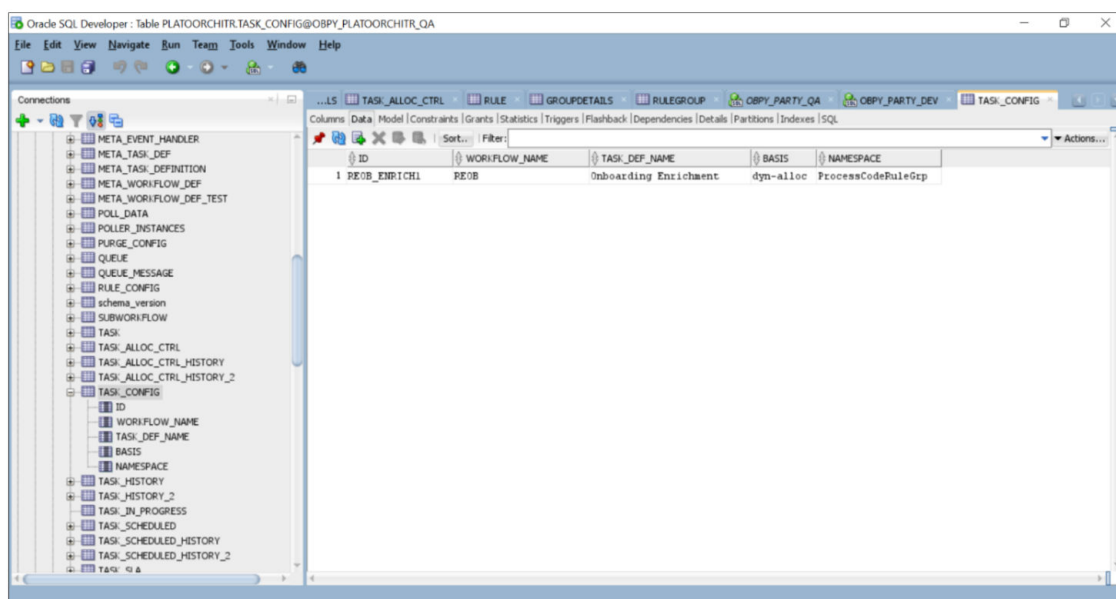 Oracle SQL Developer : Table PLATOORCHITR.TASK_CONFIG@OBPY_PLATOORCHITR_QA
File Edit View Navigate Run Team Tools Window Help
Connections
META_EVENT_HANDLER
META_TASK_DEF
META_TASK_DEFINITION
META_WORKFLOW_DEF
META_WORKFLOW_DEF_TEST
POLL_DATA
POLLER_INSTANCES
PURGE_CONFIG
QUEUE
QUEUE_MESSAGE
RULE_CONFIG
schema_version
SUBWORKFLOW
TASK
TASK_ALLOC_CTRL
TASK_ALLOC_CTRL_HISTORY
TASK_ALLOC_CTRL_HISTORY_2
TASK_CONFIG
ID
WORKFLOW_NAME
TASK_DEF_NAME
BASIS
NAMESPACE
TASK_HISTORY
TASK_HISTORY_2
TASK_IN_PROGRESS
TASK_SCHEDULED
TASK_SCHEDULED_HISTORY
TASK_SCHEDULED_HISTORY_2
TASK_SLA
...LS TASK_ALLOC_CTRL RULE GROUPDETAILS RULEGROUP OBPY_PARTY_QA OBPY_PARTY_DEV TASK_CONFIG
Columns Data Model |Constraints |Grants |Statistics |Triggers |Flashback |Dependencies |Details |Partitions |Indexes |SQL
Sort.. Filter: Actions...
ID WORKFLOW_NAME TASK_DEF_NAME BASIS NAMESPACE
1 REOB_ENRICH1 REOB Onboarding Enrichment dyn-alloc ProcessCodeRuleGrp